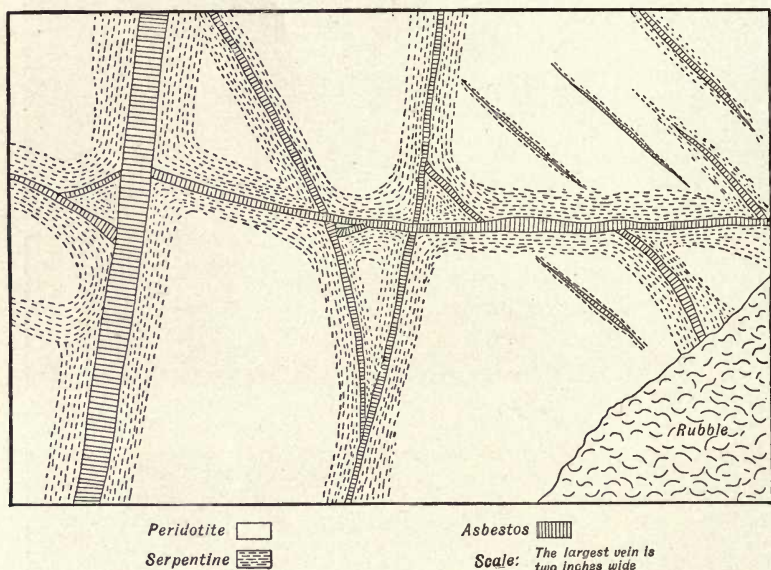 Rubble
Peridotite
Serpentine
Asbestos
Scale: The largest vein is
two inches wide